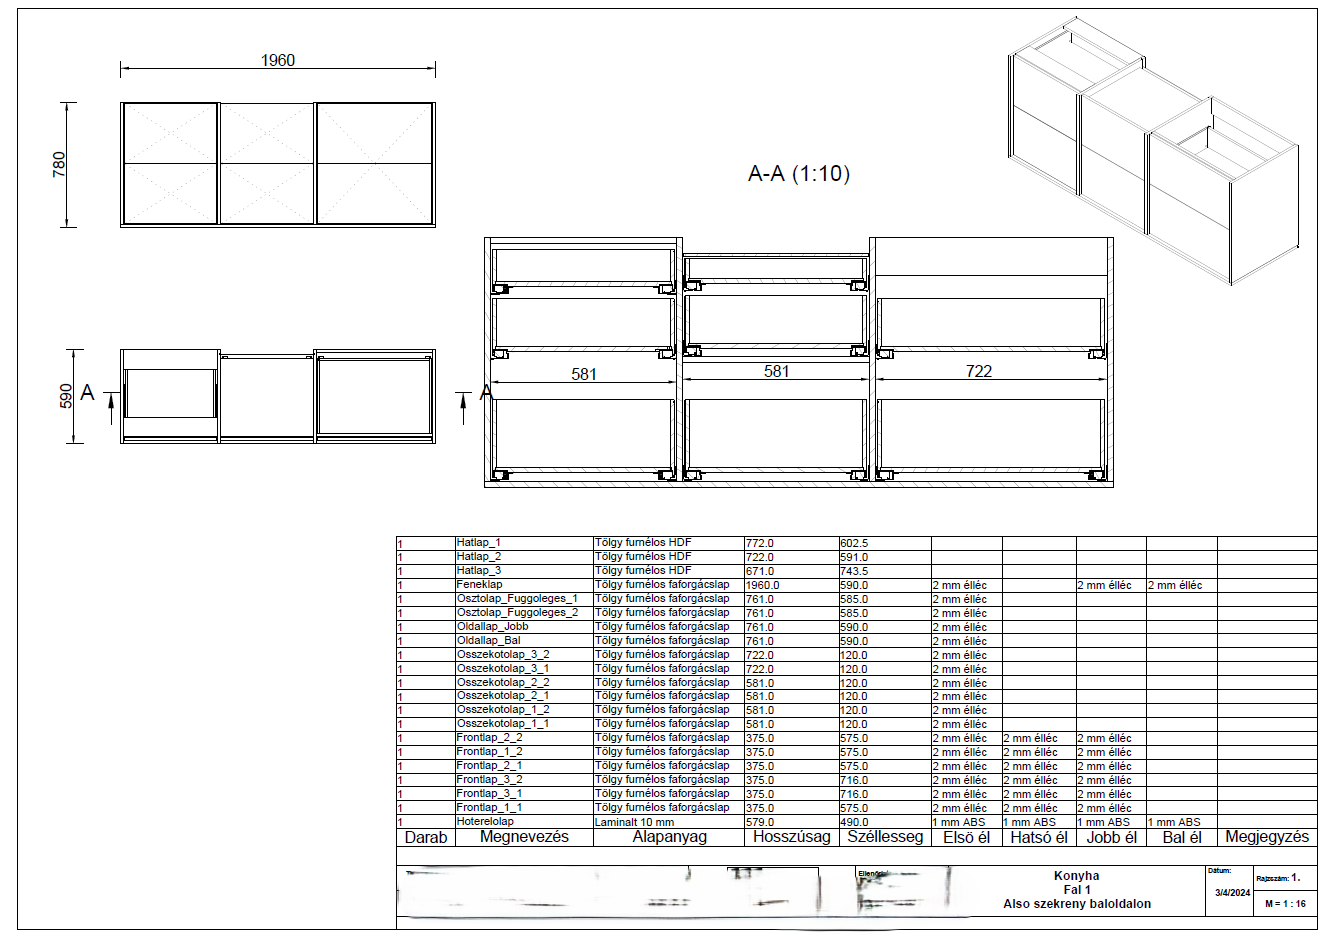 1960
780
A-A (1:10)
590
A
A
581
581
722
1 Hatlap_1 Tölgy furnélos HDF 772.0 602.5
1 Hatlap_2 Tölgy furnélos HDF 722.0 591.0
1 Hatlap_3 Tölgy furnélos HDF 671.0 743.5
1 Feneklap Tölgy furnélos faforgácslap 1960.0 590.0 2 mm élléc 2 mm élléc 2 mm élléc
1 Osztolap_Fuggoleges_1 Tölgy furnélos faforgácslap 761.0 585.0 2 mm élléc
1 Osztolap_Fuggoleges_2 Tölgy furnélos faforgácslap 761.0 585.0 2 mm élléc
1 Oldallap_Jobb Tölgy furnélos faforgácslap 761.0 590.0 2 mm élléc
1 Oldallap_Bal Tölgy furnélos faforgácslap 761.0 590.0 2 mm élléc
1 Osszekotolap_3_2 Tölgy furnélos faforgácslap 722.0 120.0 2 mm élléc
1 Osszekotolap_3_1 Tölgy furnélos faforgácslap 722.0 120.0 2 mm élléc
1 Osszekotolap_2_2 Tölgy furnélos faforgácslap 581.0 120.0 2 mm élléc
1 Osszekotolap_2_1 Tölgy furnélos faforgácslap 581.0 120.0 2 mm élléc
1 Osszekotolap_1_2 Tölgy furnélos faforgácslap 581.0 120.0 2 mm élléc
1 Osszekotolap_1_1 Tölgy furnélos faforgácslap 581.0 120.0 2 mm élléc
1 Frontlap_2_2 Tölgy furnélos faforgácslap 375.0 575.0 2 mm élléc 2 mm élléc 2 mm élléc
1 Frontlap_1_2 Tölgy furnélos faforgácslap 375.0 575.0 2 mm élléc 2 mm élléc 2 mm élléc
1 Frontlap_2_1 Tölgy furnélos faforgácslap 375.0 575.0 2 mm élléc 2 mm élléc 2 mm élléc
1 Frontlap_3_2 Tölgy furnélos faforgácslap 375.0 716.0 2 mm élléc 2 mm élléc 2 mm élléc
1 Frontlap_3_1 Tölgy furnélos faforgácslap 375.0 716.0 2 mm élléc 2 mm élléc 2 mm élléc
1 Frontlap_1_1 Tölgy furnélos faforgácslap 375.0 575.0 2 mm élléc 2 mm élléc 2 mm élléc
1 Hoterelolap Laminalt 10 mm 579.0 490.0 1 mm ABS 1 mm ABS 1 mm ABS 1 mm ABS
Darab Megnevezés Alapanyag Hosszúság Széllesseg Elsö él Hatsó él Jobb él Bal él Megjegyzés
Konyha
Fal 1
Also szekreny baloldalon
Dátum:
3/4/2024
Rajzszám: 1.
M = 1 : 16